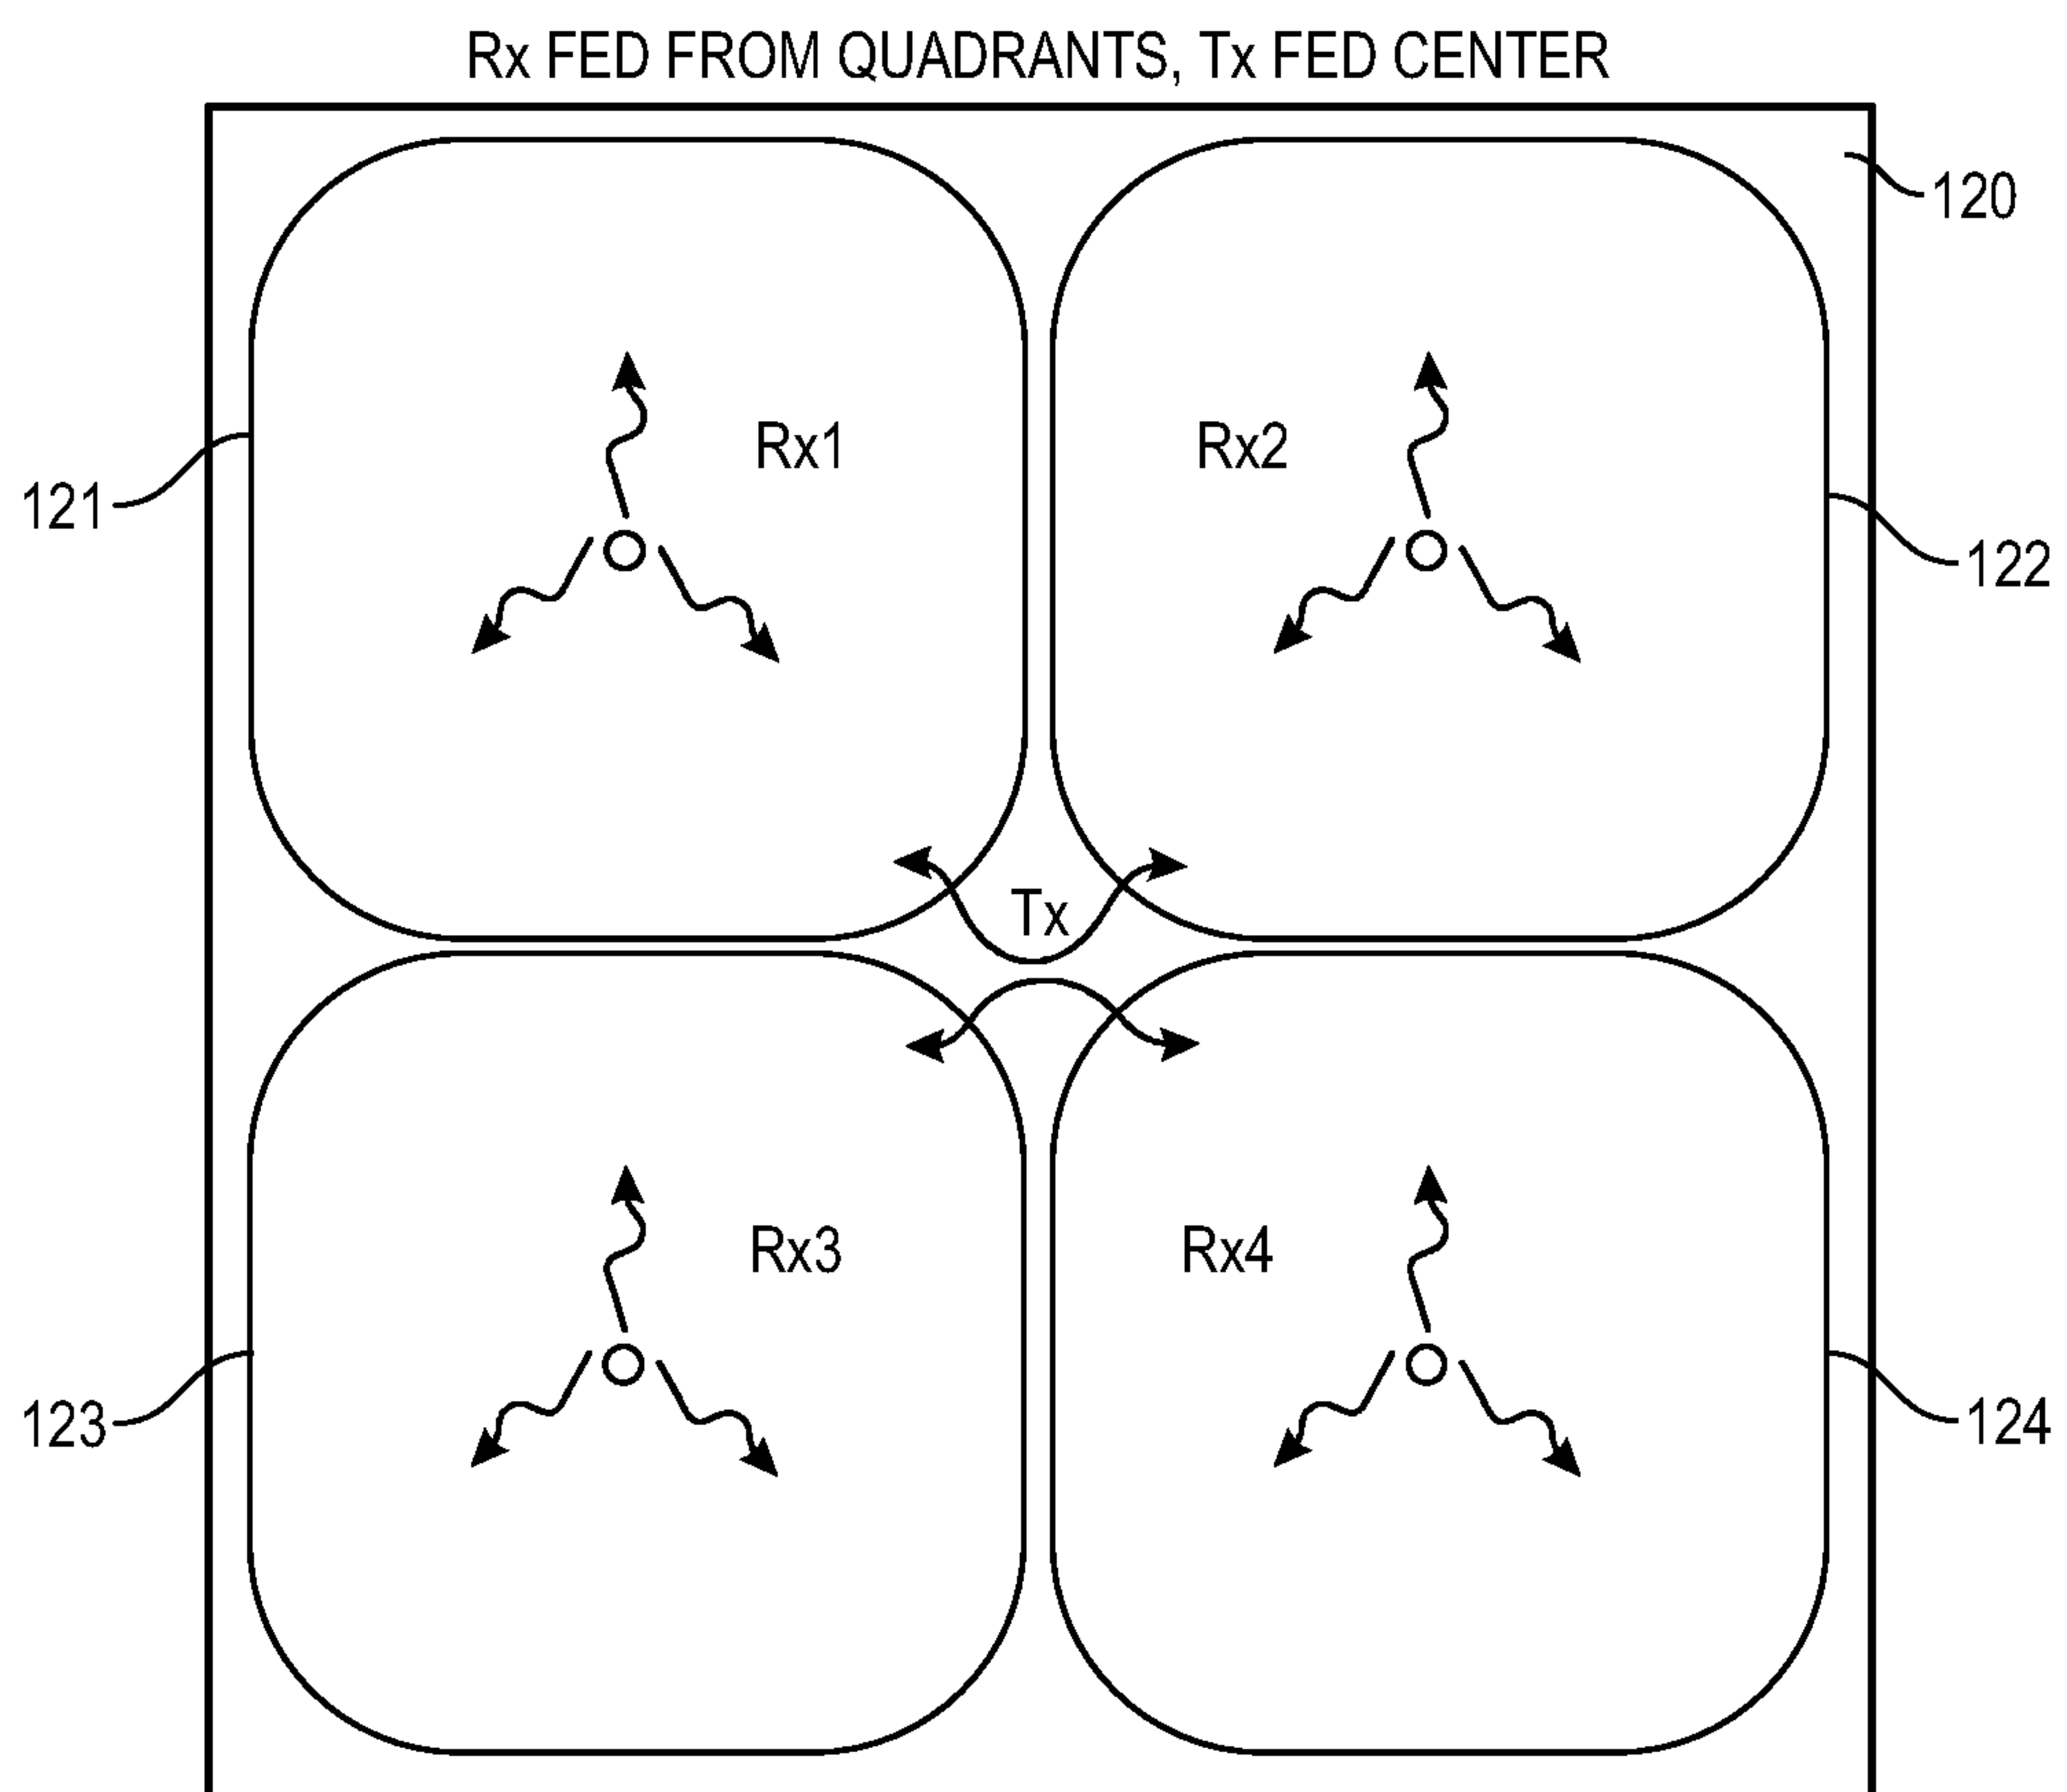 Rx FED FROM QUADRANTS, Tx FED CENTER
120
Rx1
Rx2
121
122
Tx
Rx3
Rx4
123
124